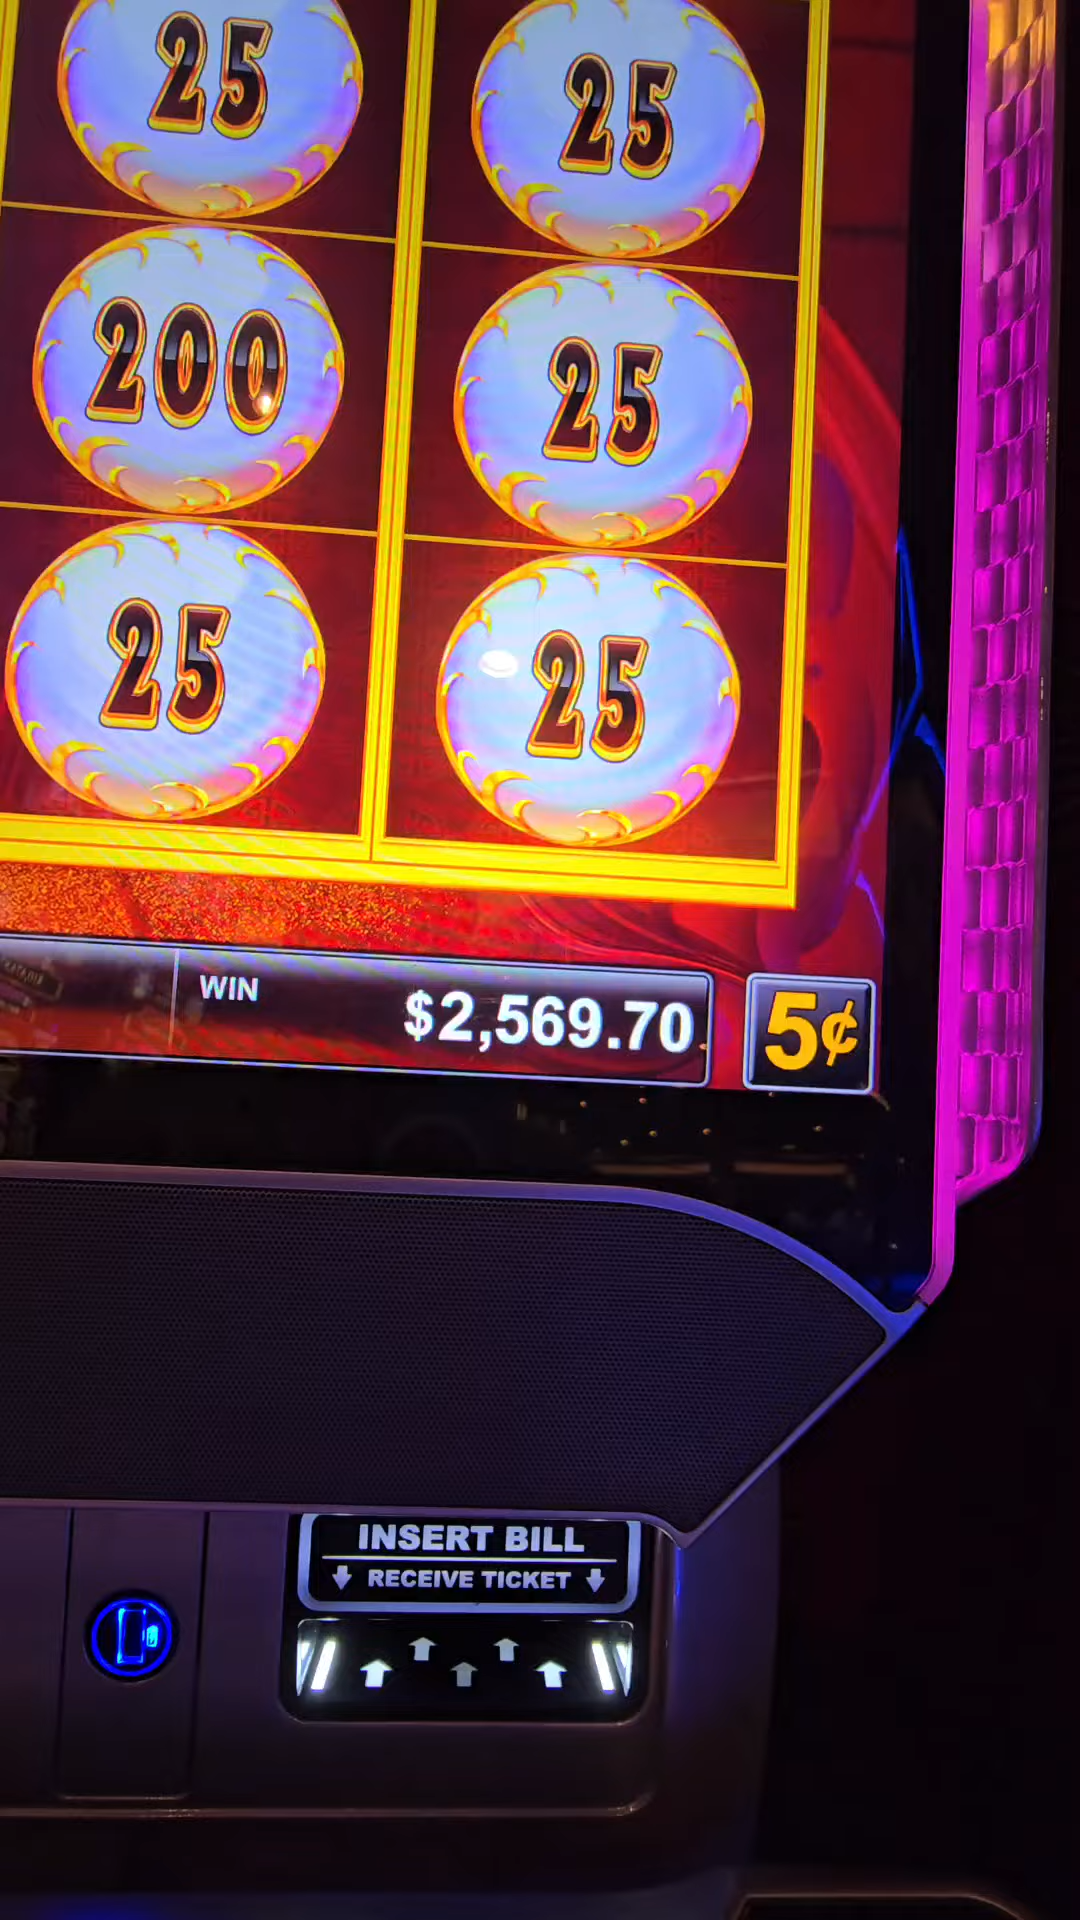 25 25
200 25
25 25
WIN
$2,569.70 5¢
INSERT BILL
RECEIVE TICKET